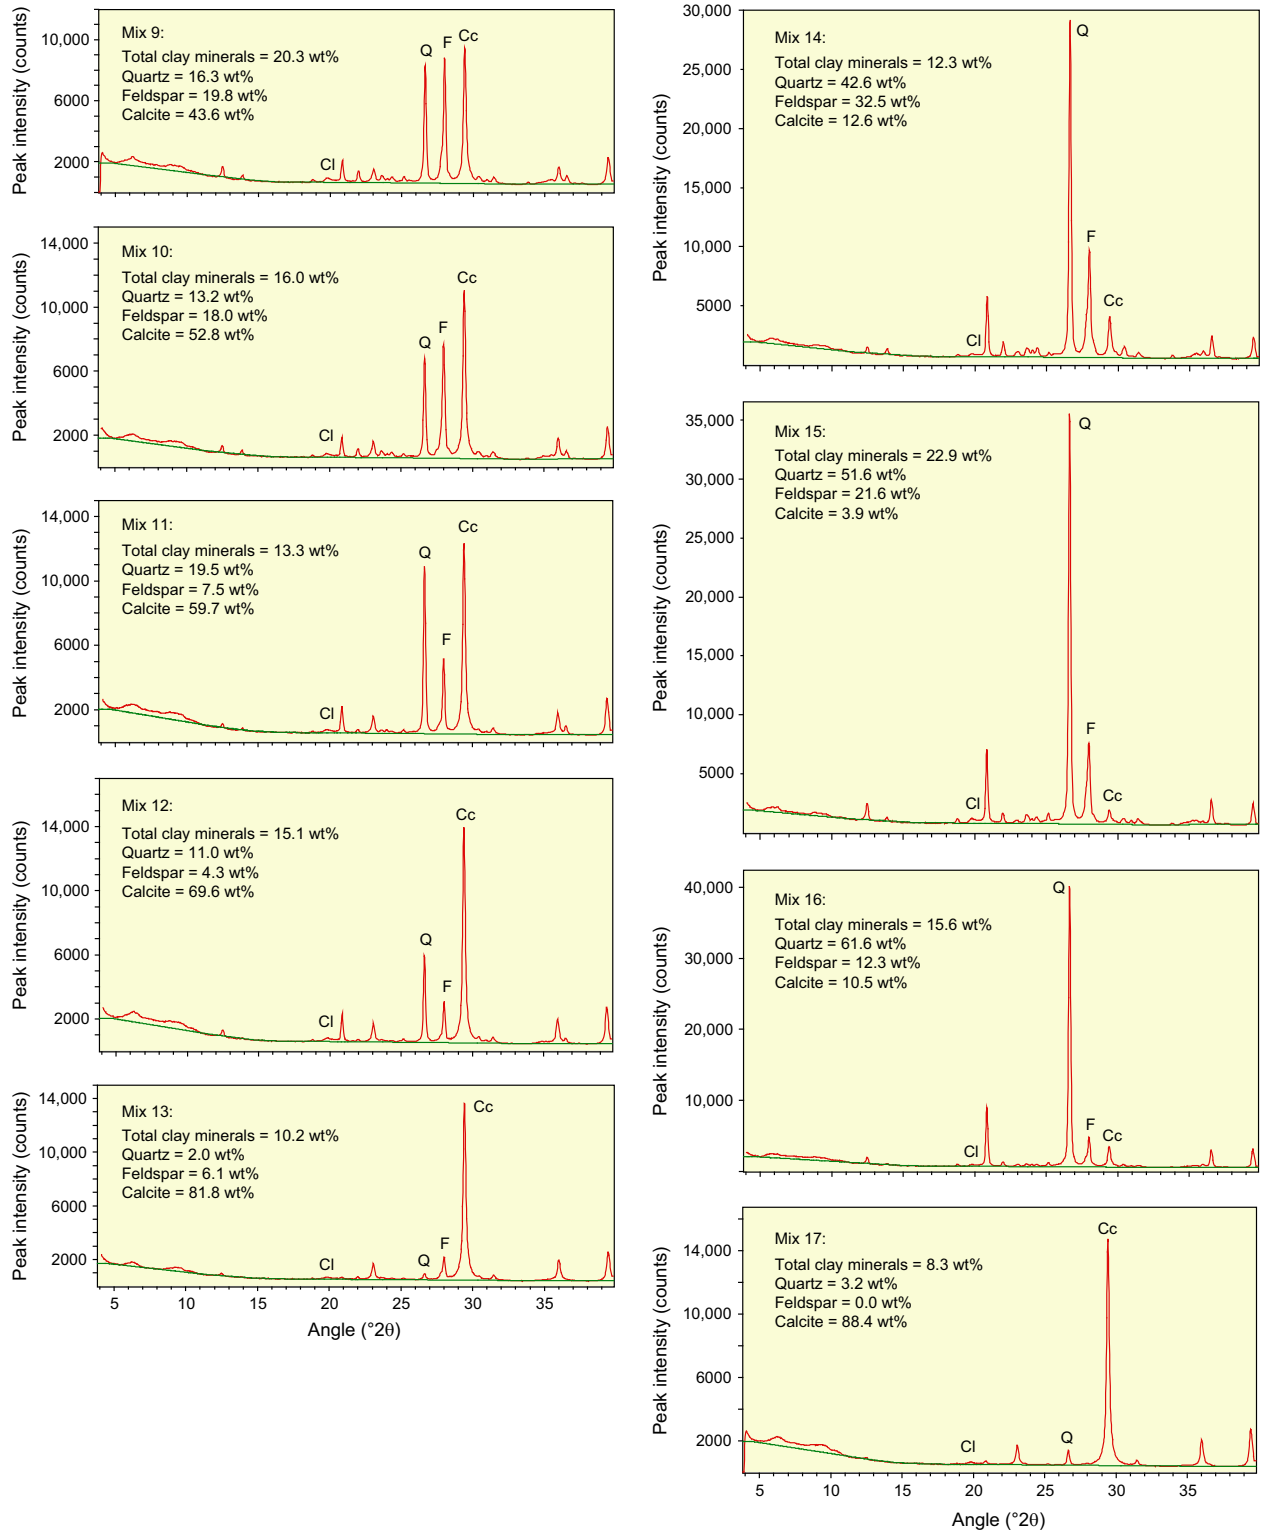 Peak intensity (counts)
10,000
6000
2000
Mix 9:
Total clay minerals = 20.3 wt%
Quartz = 16.3 wt%
Feldspar = 19.8 wt%
Calcite = 43.6 wt%
Cl
Q
F
Cc
Peak intensity (counts)
14,000
10,000
6000
2000
Mix 10:
Total clay minerals = 16.0 wt%
Quartz = 13.2 wt%
Feldspar = 18.0 wt%
Calcite = 52.8 wt%
Cl
Q
F
Cc
Peak intensity (counts)
14,000
10,000
6000
2000
Mix 11:
Total clay minerals = 13.3 wt%
Quartz = 19.5 wt%
Feldspar = 7.5 wt%
Calcite = 59.7 wt%
Cl
Q
F
Cc
Peak intensity (counts)
14,000
10,000
6000
2000
Mix 12:
Total clay minerals = 15.1 wt%
Quartz = 11.0 wt%
Feldspar = 4.3 wt%
Calcite = 69.6 wt%
Cl
Q
F
Cc
Peak intensity (counts)
14,000
10,000
6000
2000
Mix 13:
Total clay minerals = 10.2 wt%
Quartz = 2.0 wt%
Feldspar = 6.1 wt%
Calcite = 81.8 wt%
Cl
Q
F
Cc
5 10 15 20 25 30 35
Angle (°2θ)
Peak intensity (counts)
30,000
25,000
20,000
15,000
10,000
5000
Mix 14:
Total clay minerals = 12.3 wt%
Quartz = 42.6 wt%
Feldspar = 32.5 wt%
Calcite = 12.6 wt%
Cl
Q
F
Cc
Peak intensity (counts)
35,000
30,000
25,000
20,000
15,000
10,000
5000
Mix 15:
Total clay minerals = 22.9 wt%
Quartz = 51.6 wt%
Feldspar = 21.6 wt%
Calcite = 3.9 wt%
Cl
Q
F
Cc
Peak intensity (counts)
40,000
30,000
20,000
10,000
Mix 16:
Total clay minerals = 15.6 wt%
Quartz = 61.6 wt%
Feldspar = 12.3 wt%
Calcite = 10.5 wt%
Cl
Q
F
Cc
Peak intensity (counts)
14,000
10,000
6000
2000
Mix 17:
Total clay minerals = 8.3 wt%
Quartz = 3.2 wt%
Feldspar = 0.0 wt%
Calcite = 88.4 wt%
Cl
Q
Cc
5 10 15 20 25 30 35
Angle (°2θ)